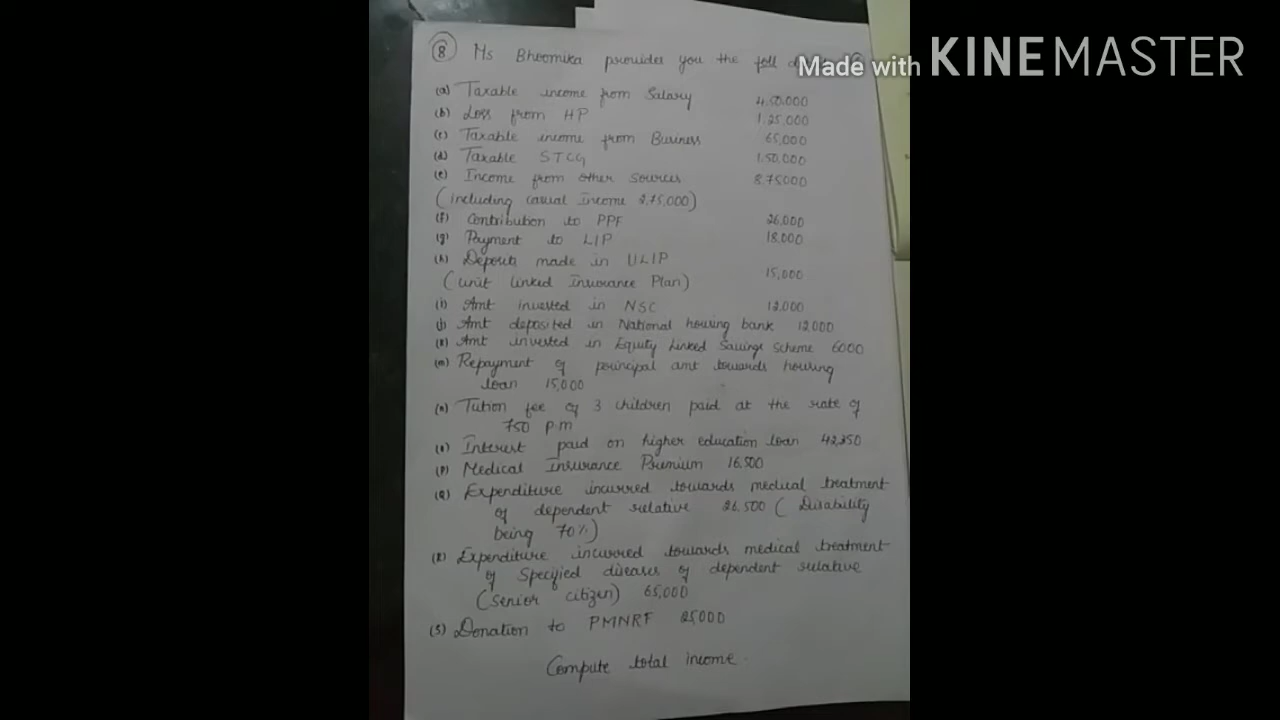 (8) Ms Bhoomika provides you the foll
Made with KINEMASTER
(a) Taxable income from Salary 4,50,000
(b) Loss from HP 1,25,000
(c) Taxable income from Business 65,000
(d) Taxable STCG 1,50,000
(e) Income from other sources 8,75,000
(including casual Income 2,75,000)
(f) Contribution to PPF 26,000
(g) Payment to LIP 18,000
(h) Deposits made in ULIP
(unit linked Insurance Plan) 15,000
(i) Amt invested in NSC 12,000
(j) Amt deposited in National housing bank 12,000
Amt invested in Equity Linked Savings Scheme 6000
(m) Repayment of principal amt towards housing
loan 15,000
(n) Tution fee of 3 children paid at the rate of
750 p.m
(o) Interest paid on higher education loan 42,350
(p) Medical Insurance Premium 16,500
(Q) Expenditure incurred towards medical treatment
of dependent relative 26,500 ( Disability
being 70%)
(R) Expenditure incurred towards medical treatment
of Specified diseases of dependent relative
(senior citizen) 65,000
(S) Donation to PMNRF 25,000
Compute total income.